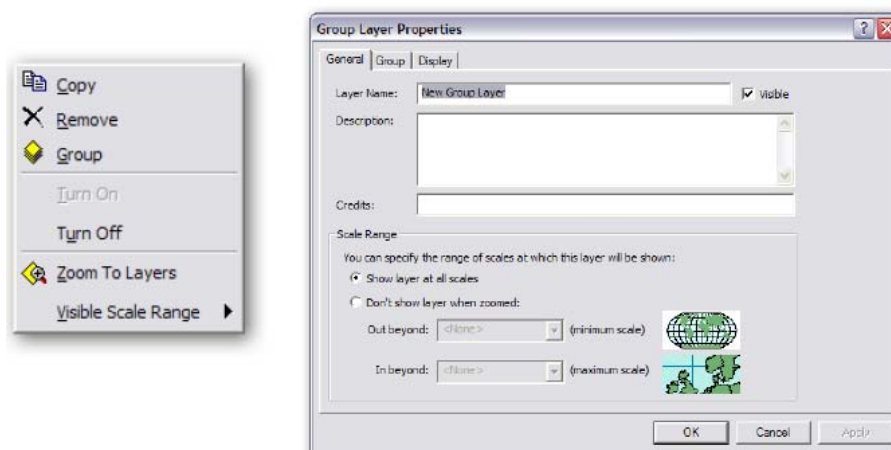 Copy
Remove
Group
Turn On
Turn Off
Zoom To Layers
Visible Scale Range
Group Layer Properties
General Group Display
Layer Name: New Group Layer Visible
Description:
Credits:
Scale Range
You can specify the range of scales at which this layer will be shown:
Show layer at all scales
Don't show layer when zoomed:
Out beyond: <None> (minimum scale)
In beyond: <None> (maximum scale)
OK Cancel Apply